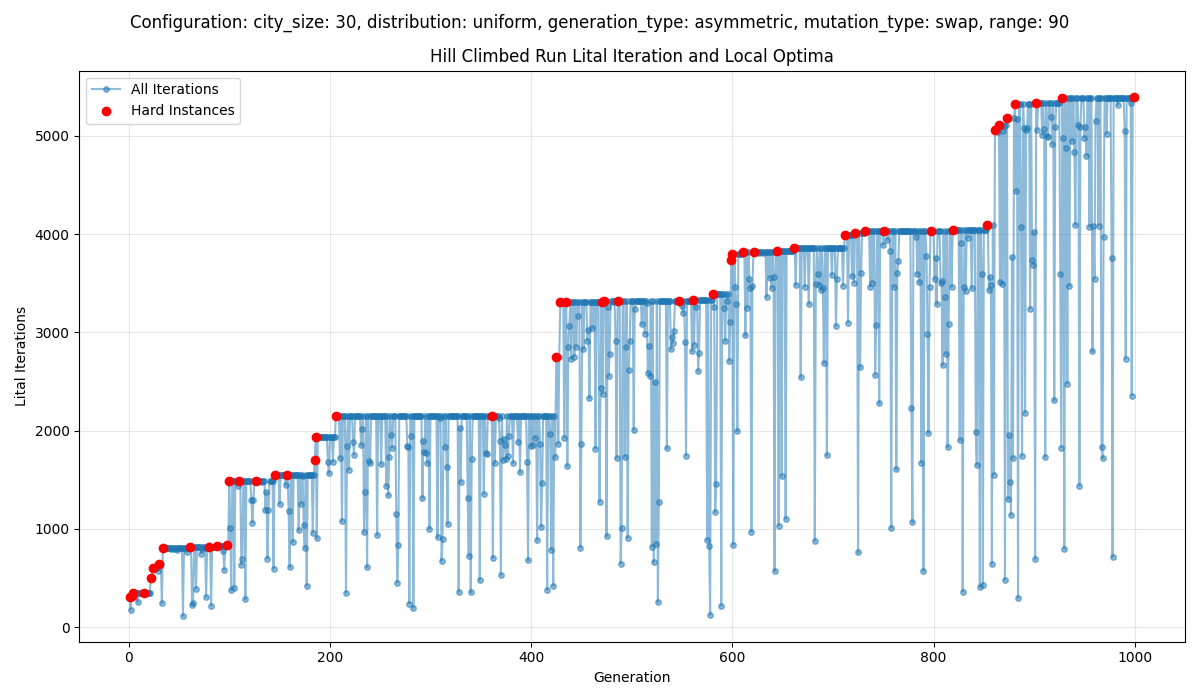 Configuration: city_size: 30, distribution: uniform, generation_type: asymmetric, mutation_type: swap, range: 90
Hill Climbed Run Lital Iteration and Local Optima
All Iterations
Hard Instances
Lital Iterations
5000
4000
3000
2000
1000
0
0 200 400 600 800 1000
Generation